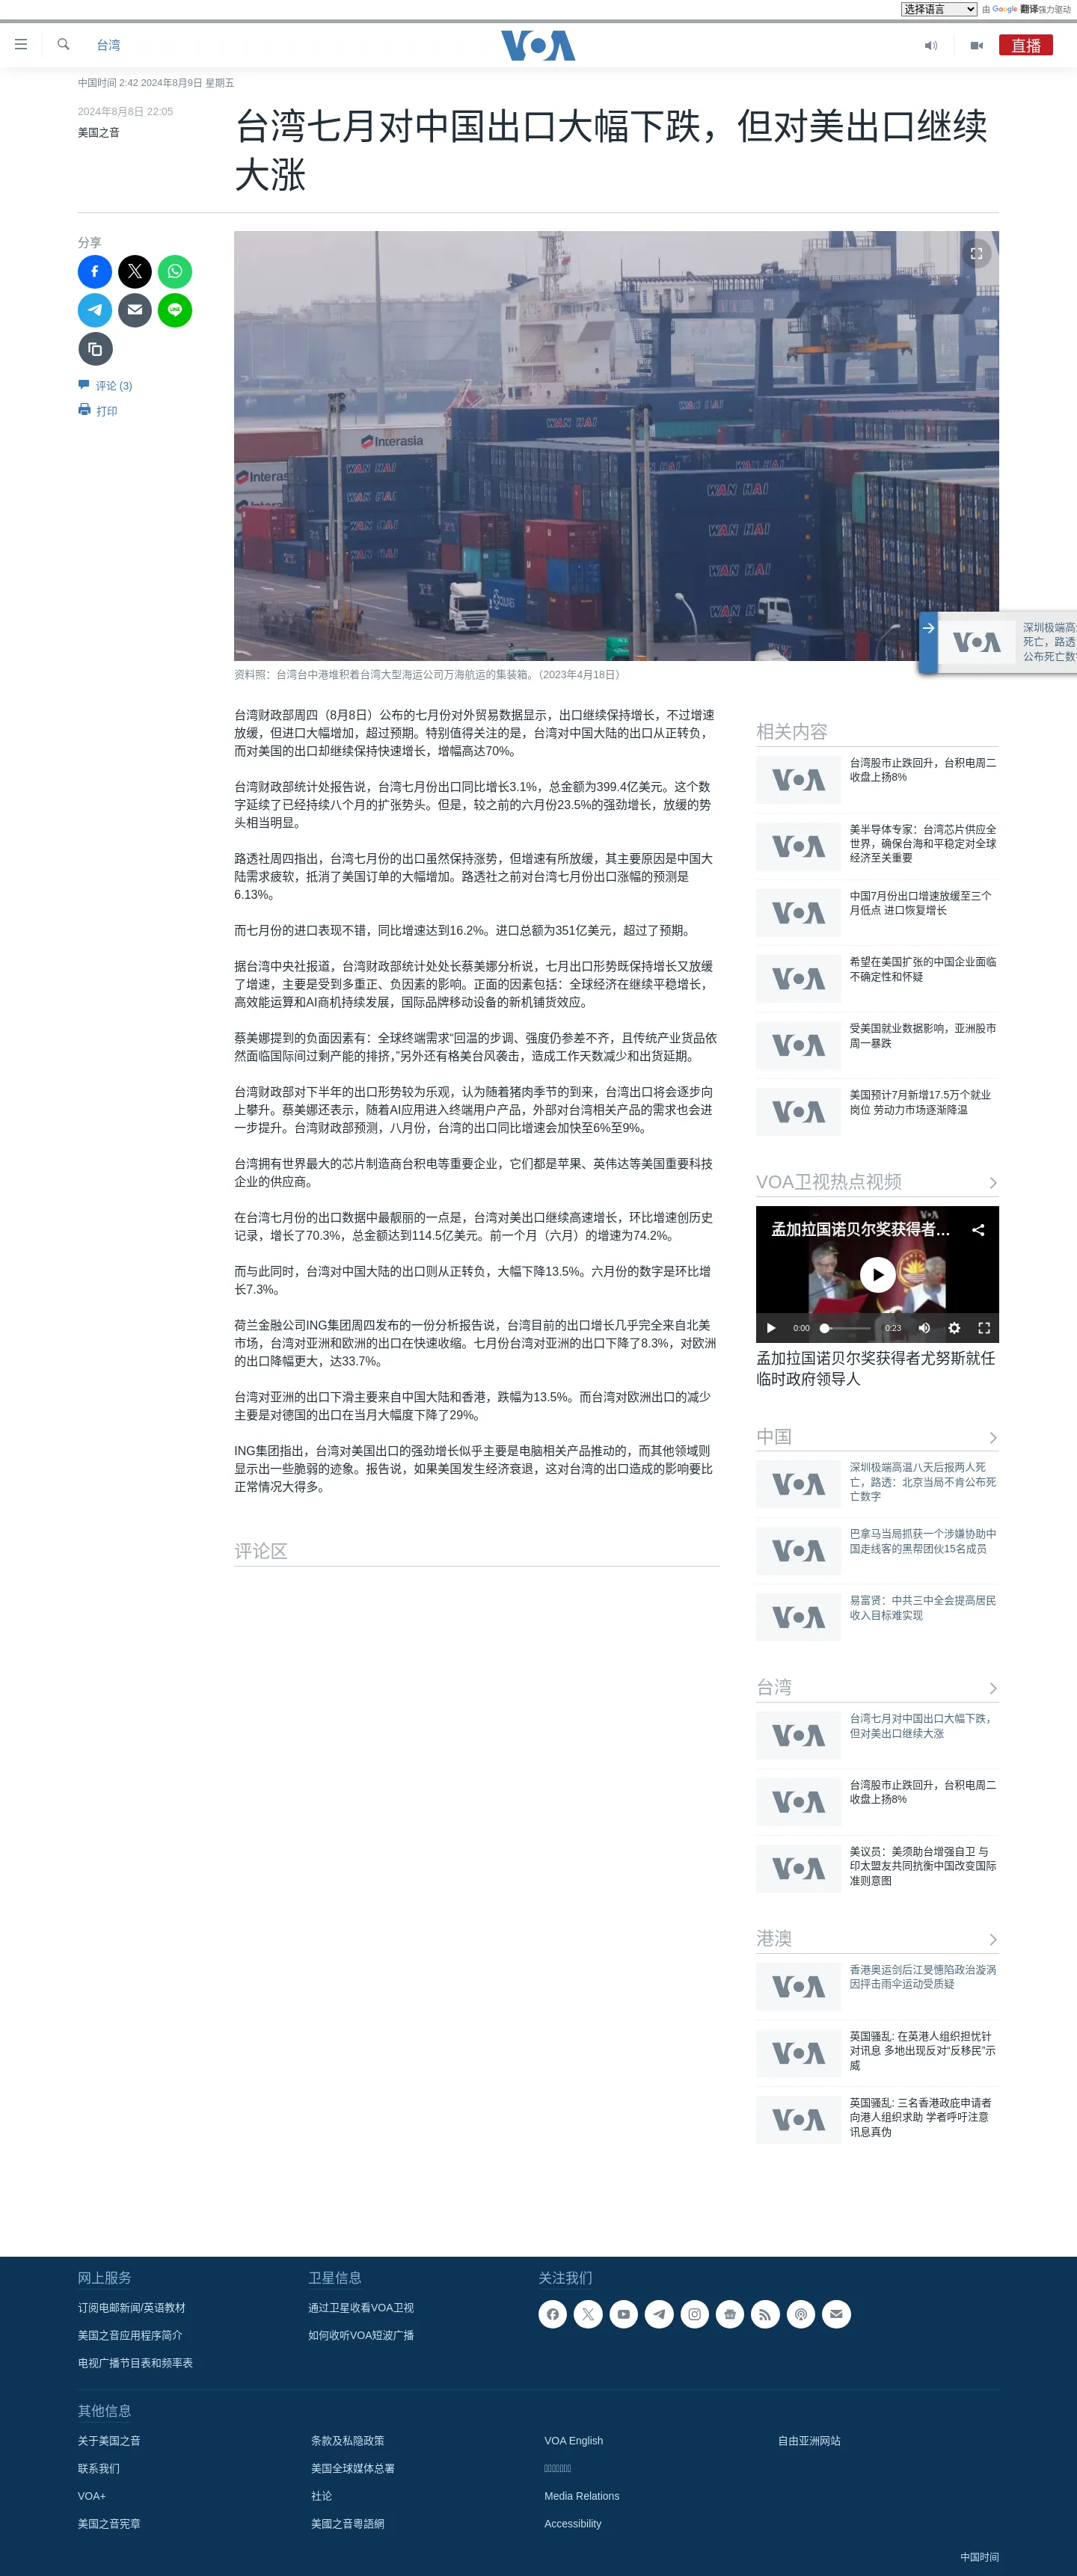 选择语言 由 Google 翻译强力驱动
台湾
VOA
直播
中国时间 2:42 2024年8月9日 星期五
2024年8月8日 22:05
美国之音
台湾七月对中国出口大幅下跌，但对美出口继续
大涨
分享
评论 (3)
打印
Interasia
Interasia
WAN HAI
资料照：台湾台中港堆积着台湾大型海运公司万海航运的集装箱。（2023年4月18日）
深圳极端高
死亡，路透
公布死亡数
台湾财政部周四（8月8日）公布的七月份对外贸易数据显示，出口继续保持增长，不过增速
放缓，但进口大幅增加，超过预期。特别值得关注的是，台湾对中国大陆的出口从正转负，
而对美国的出口却继续保持快速增长，增幅高达70%。
台湾财政统计处报告说，台湾七月份出口同比增长3.1%，总金额为399.4亿美元。这个数
字延续了已经持续八个月的扩张势头。但是，较之前的六月份23.5%的强劲增长，放缓的势
头相当明显。
路透社周四指出，台湾七月份的出口虽然保持涨势，但增速有所放缓，其主要原因是中国大
陆需求疲软，抵消了美国订单的大幅增加。路透社之前对台湾七月份出口涨幅的预测是
6.13%。
而七月份的进口表现不错，同比增速达到16.2%。进口总额为351亿美元，超过了预期。
据台湾中央社报道，台湾财政部统计处处长蔡美娜分析说，七月出口形势既保持增长又放缓
了增速，主要是受到多重正、负因素的影响。正面的因素包括：全球经济在继续平稳增长，
高效能运算和AI商机持续发展，国际品牌移动设备的新机铺货效应。
蔡美娜提到的负面因素有：全球终端需求“回温的步调、强度仍参差不齐，且传统产业货品依
然面临国际间过剩产能的排挤，”另外还有格美台风袭击，造成工作天数减少和出货延期。
台湾财政部对下半年的出口形势较为乐观，认为随着猪肉季节的到来，台湾出口将会逐步向
上攀升。蔡美娜还表示，随着AI应用进入终端用户产品，外部对台湾相关产品的需求也会进
一步提升。台湾财政部预测，八月份，台湾的出口同比增速会加快至6%至9%。
台湾拥有世界最大的芯片制造商台积电等重要企业，它们都是苹果、英伟达等美国重要科技
企业的供应商。
在台湾七月份的出口数据中最靓丽的一点是，台湾对美出口继续高速增长，环比增速创历史
记录，增长了70.3%，总金额达到114.5亿美元。前一个月（六月）的增速为74.2%。
而与此同时，台湾对中国大陆的出口则从正转负，大幅下降13.5%。六月份的数字是环比增
长7.3%。
荷兰金融公司ING集团周四发布的一份分析报告说，台湾目前的出口增长几乎完全来自北美
市场，台湾对亚洲和欧洲的出口在快速收缩。七月份台湾对亚洲的出口下降了8.3%，对欧洲
的出口降幅更大，达33.7%。
台湾对亚洲的出口下滑主要来自中国大陆和香港，跌幅为13.5%。而台湾对欧洲出口的减少
主要是对德国的出口在当月大幅度下降了29%。
ING集团指出，台湾对美国出口的强劲增长似乎主要是电脑相关产品推动的，而其他领域则
显示出一些脆弱的迹象。报告说，如果美国发生经济衰退，这对台湾的出口造成的影响要比
正常情况大得多。
评论区
相关内容
台湾股市止跌回升，台积电周二
收盘上扬8%
美半导体专家：台湾芯片供应全
世界，确保台海和平稳定对全球
经济至关重要
中国7月份出口增速放缓至三个
月低点 进口恢复增长
希望在美国扩张的中国企业面临
不确定性和怀疑
受美国就业数据影响，亚洲股市
周一暴跌
美国预计7月新增17.5万个就业
岗位 劳动力市场逐渐降温
VOA卫视热点视频
孟加拉国诺贝尔奖获得者...
0:00 0:23
孟加拉国诺贝尔奖获得者尤努斯就任
临时政府领导人
中国
深圳极端高温八天后报两人死
亡，路透：北京当局不肯公布死
亡数字
巴拿马当局抓获一个涉嫌协助中
国走线客的黑帮团伙15名成员
易富贤：中共三中全会提高居民
收入目标难实现
台湾
台湾七月对中国出口大幅下跌，
但对美出口继续大涨
台湾股市止跌回升，台积电周二
收盘上扬8%
美议员：美须助台增强自卫 与
印太盟友共同抗衡中国改变国际
准则意图
港澳
香港奥运剑后江旻憓陷政治漩涡
因抨击雨伞运动受质疑
英国骚乱: 在英港人组织担忧针
对讯息 多地出现反对“反移民”示
威
英国骚乱: 三名香港政庇申请者
向港人组织求助 学者呼吁注意
讯息真伪
网上服务
订阅电邮新闻/英语教材
美国之音应用程序简介
电视广播节目表和频率表
卫星信息
通过卫星收看VOA卫视
如何收听VOA短波广播
关注我们
其他信息
关于美国之音
联系我们
VOA+
美国之音宪章
条款及私隐政策
美国全球媒体总署
社论
美國之音粵語網
VOA English
Media Relations
Accessibility
自由亚洲网站
中国时间